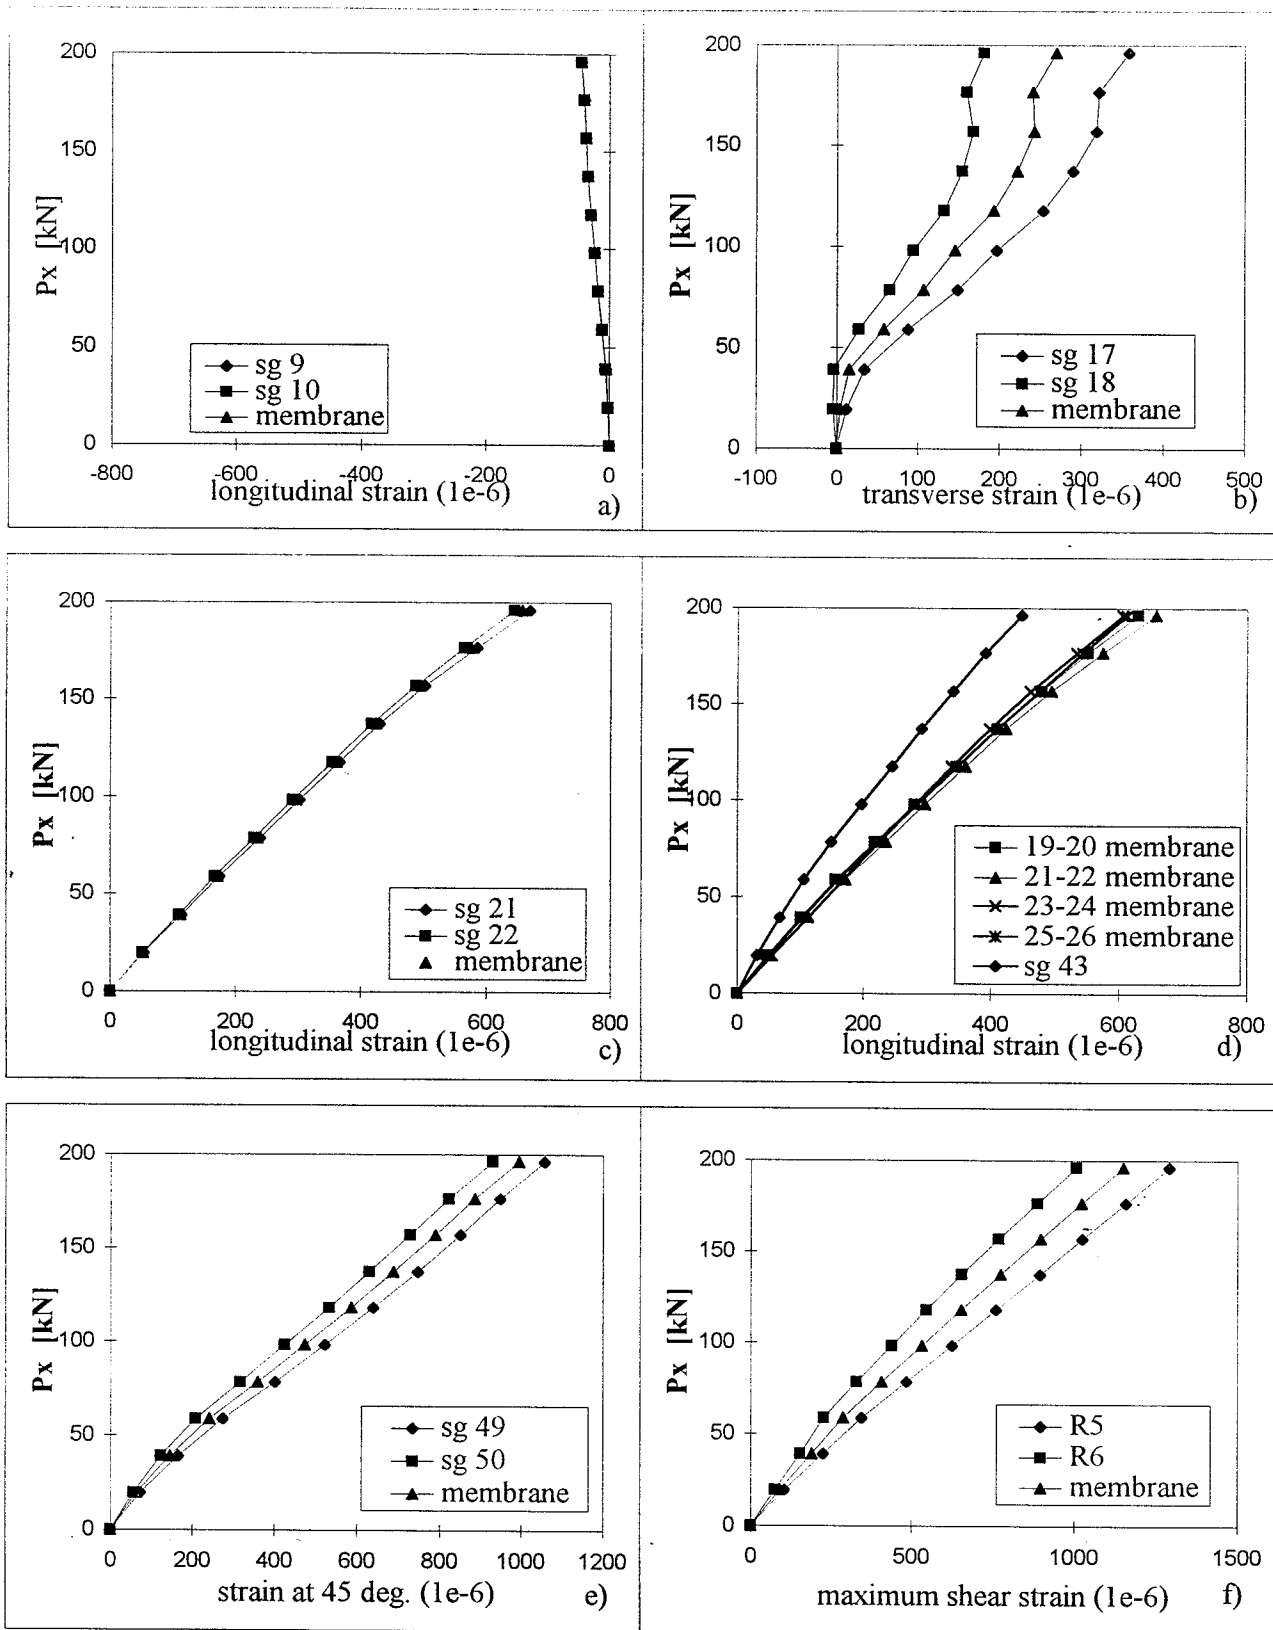 200
150
100
50
0
Px [kN]
sg 9
sg 10
membrane
-800
-600
-400
-200
0
longitudinal strain (1e-6)
a)
200
150
100
50
0
Px [kN]
sg 17
sg 18
membrane
-100
0
100
200
300
400
500
transverse strain (1e-6)
b)
200
150
100
50
0
Px [kN]
sg 21
sg 22
membrane
0
200
400
600
800
longitudinal strain (1e-6)
c)
200
150
100
50
0
Px [kN]
19-20 membrane
21-22 membrane
23-24 membrane
25-26 membrane
sg 43
0
200
400
600
800
longitudinal strain (1e-6)
d)
200
150
100
50
0
Px [kN]
sg 49
sg 50
membrane
0
200
400
600
800
1000
1200
strain at 45 deg. (1e-6)
e)
200
150
100
50
0
Px [kN]
R5
R6
membrane
0
500
1000
1500
maximum shear strain (1e-6)
f)